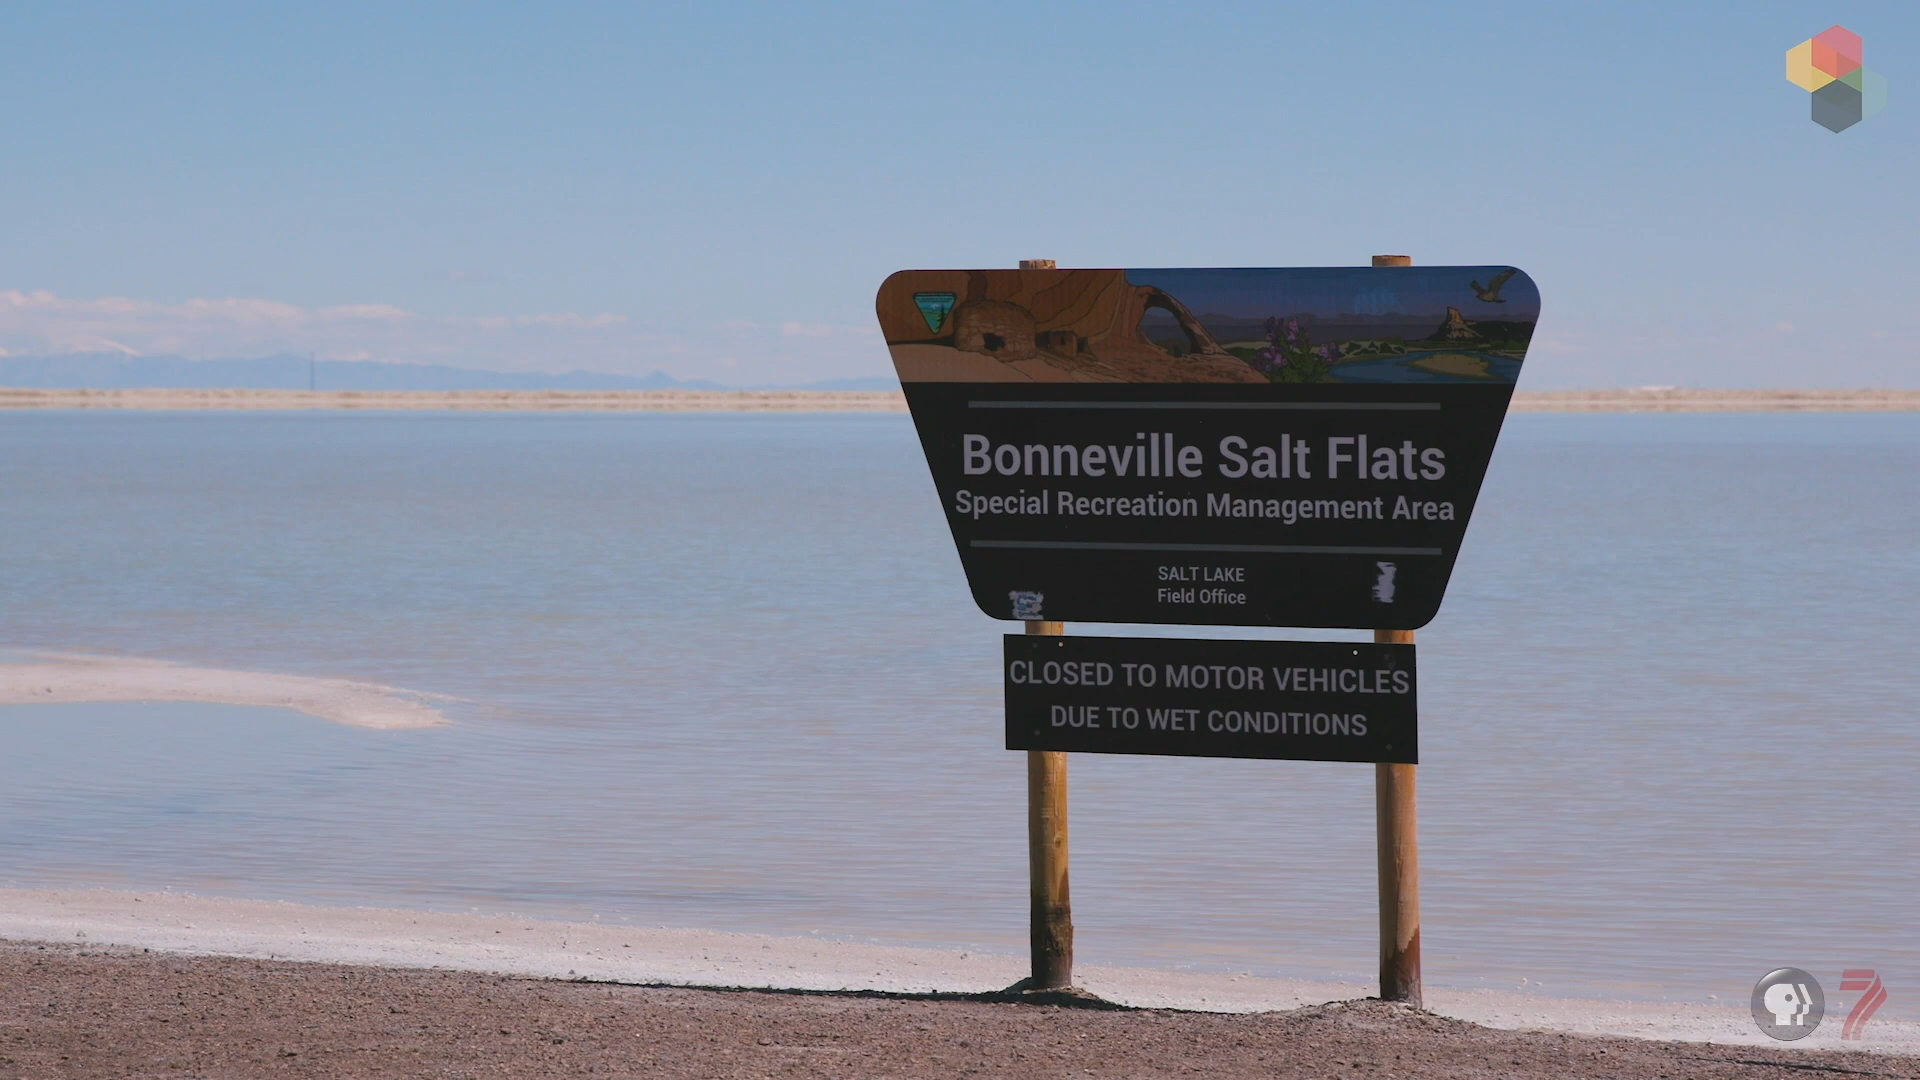 Bonneville Salt Flats
Special Recreation Management Area
SALT LAKE
Field Office
CLOSED TO MOTOR VEHICLES
DUE TO WET CONDITIONS
7